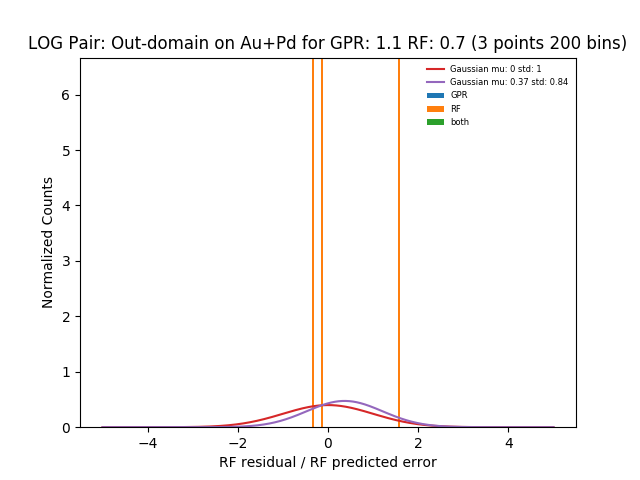 LOG Pair: Out-domain on Au+Pd for GPR: 1.1 RF: 0.7 (3 points 200 bins)
Gaussian mu: 0 std: 1
Gaussian mu: 0.37 std: 0.84
GPR
RF
both
Normalized Counts
6
5
4
3
2
1
0
−4 −2 0 2 4
RF residual / RF predicted error